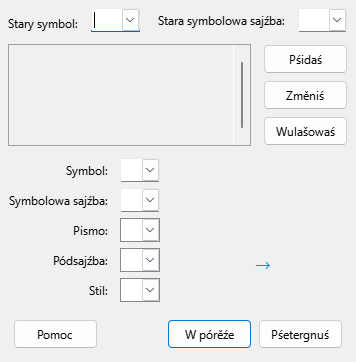 Stary symbol:
Stara symbolowa sajźba:
Pśidaś
Změniś
Wulašowaś
Symbol:
Symbolowa sajźba:
Pismo:
Pódsajźba:
Stil:
Pomoc
W pórěźe
Pśetergnuś